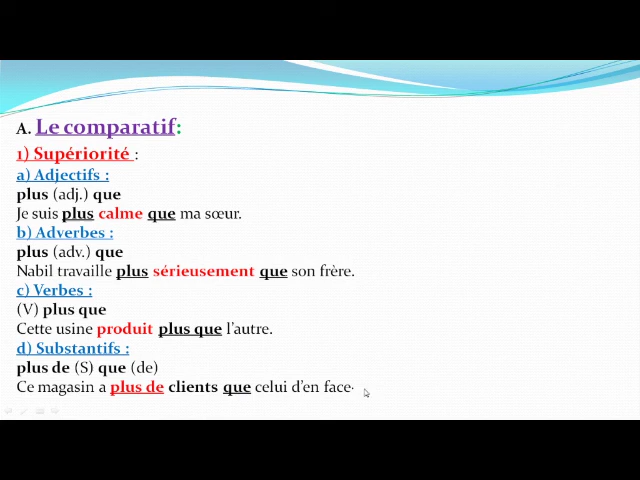 A. Le comparatif:
1) Supériorité :
a) Adjectifs :
plus (adj.) que
Je suis plus calme que ma sœur.
b) Adverbes :
plus (adv.) que
Nabil travaille plus sérieusement que son frère.
c) Verbes :
(V) plus que
Cette usine produit plus que l’autre.
d) Substantifs :
plus de (S) que (de)
Ce magasin a plus de clients que celui d’en face.